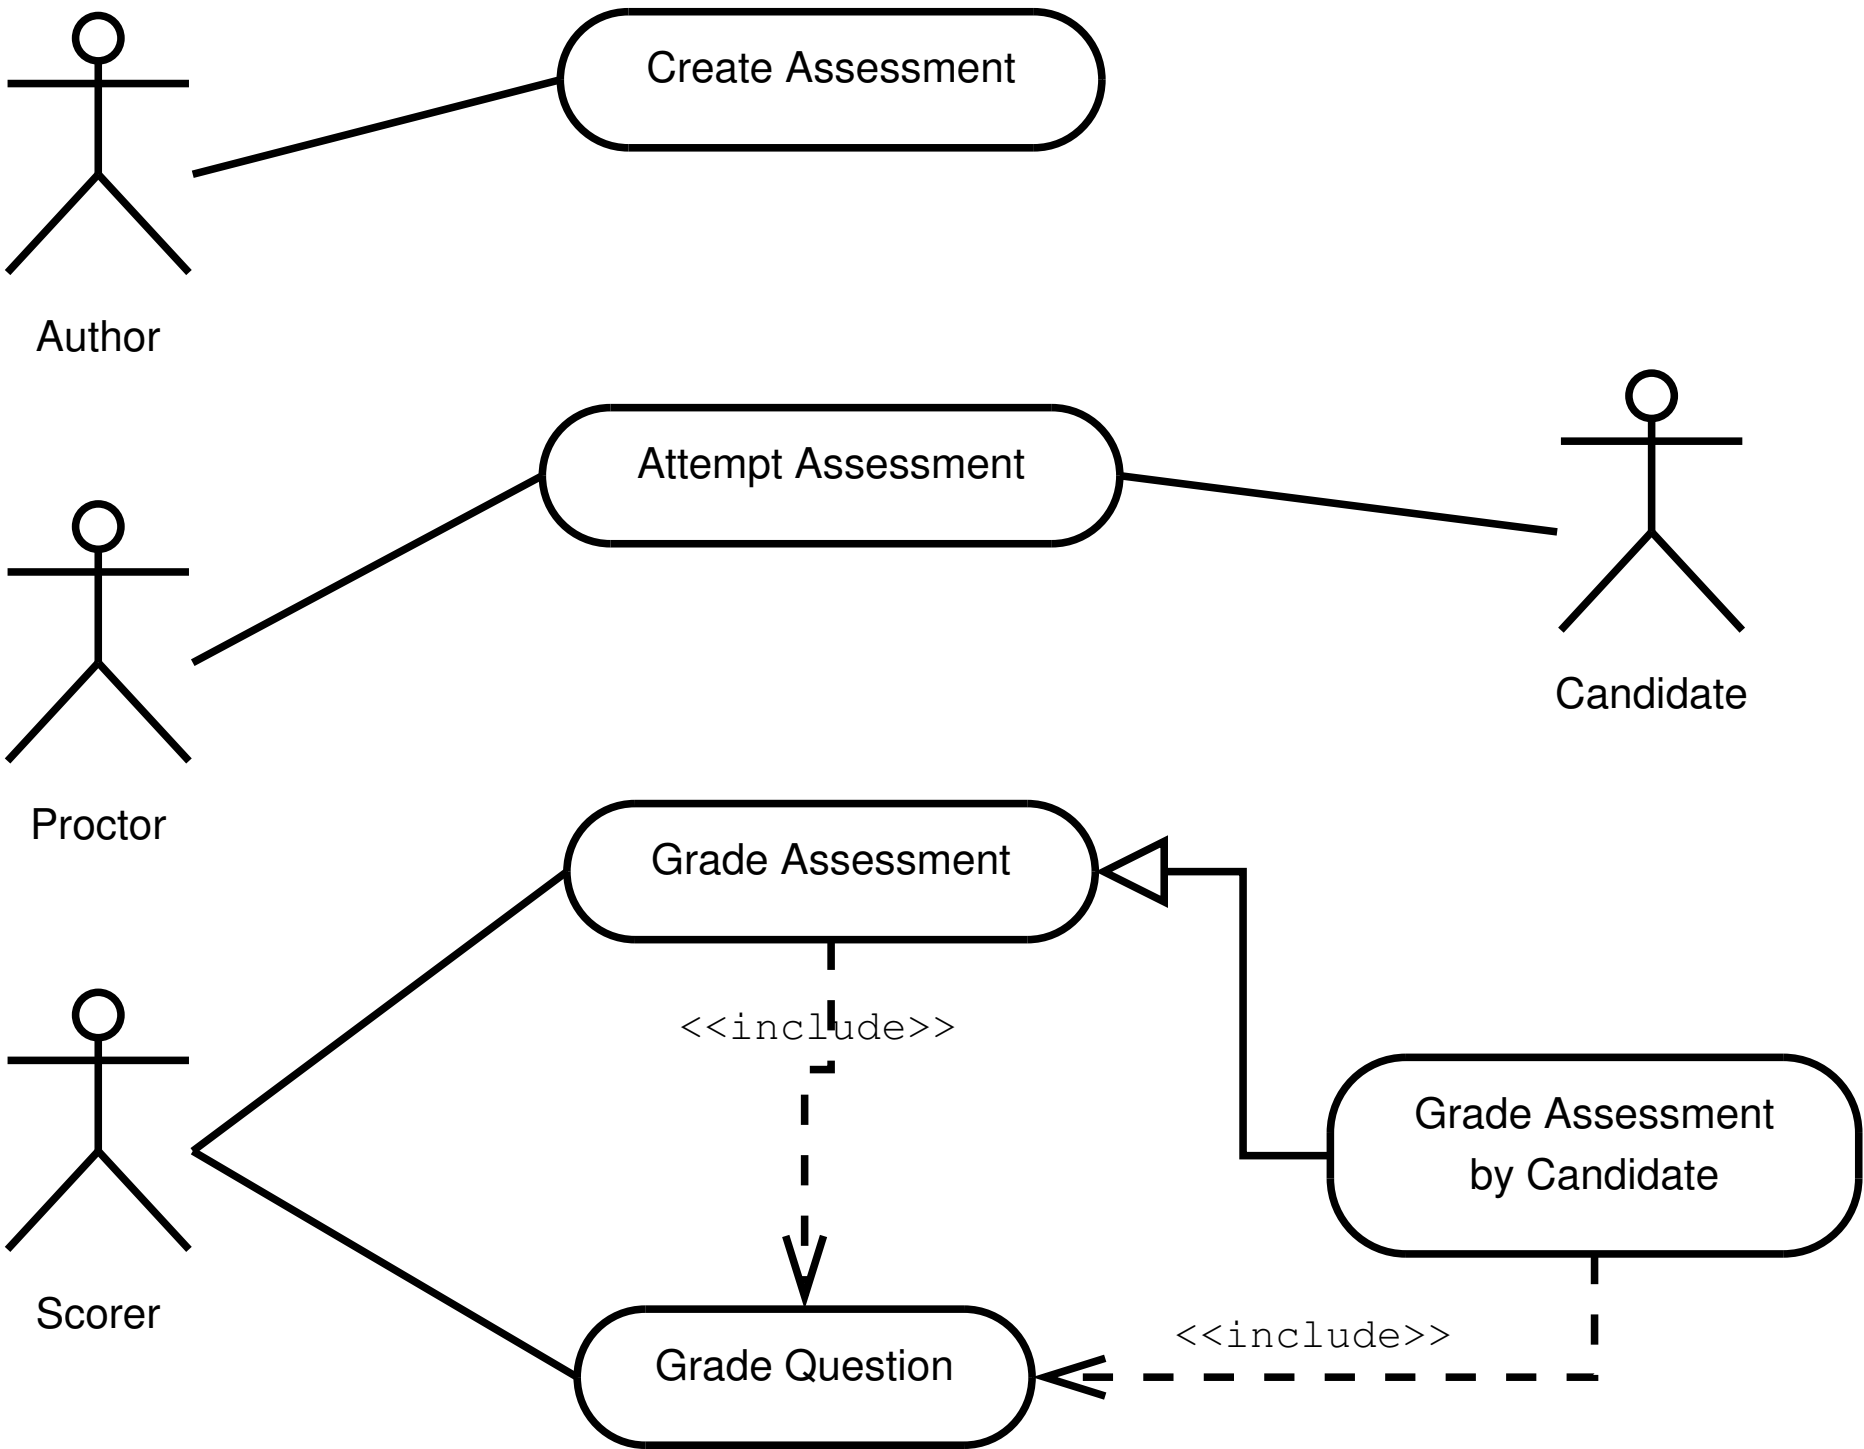 Create Assessment
Author
Attempt Assessment
Candidate
Proctor
Grade Assessment
<<include>>
Grade Assessment
by Candidate
Scorer
<<include>>
Grade Question